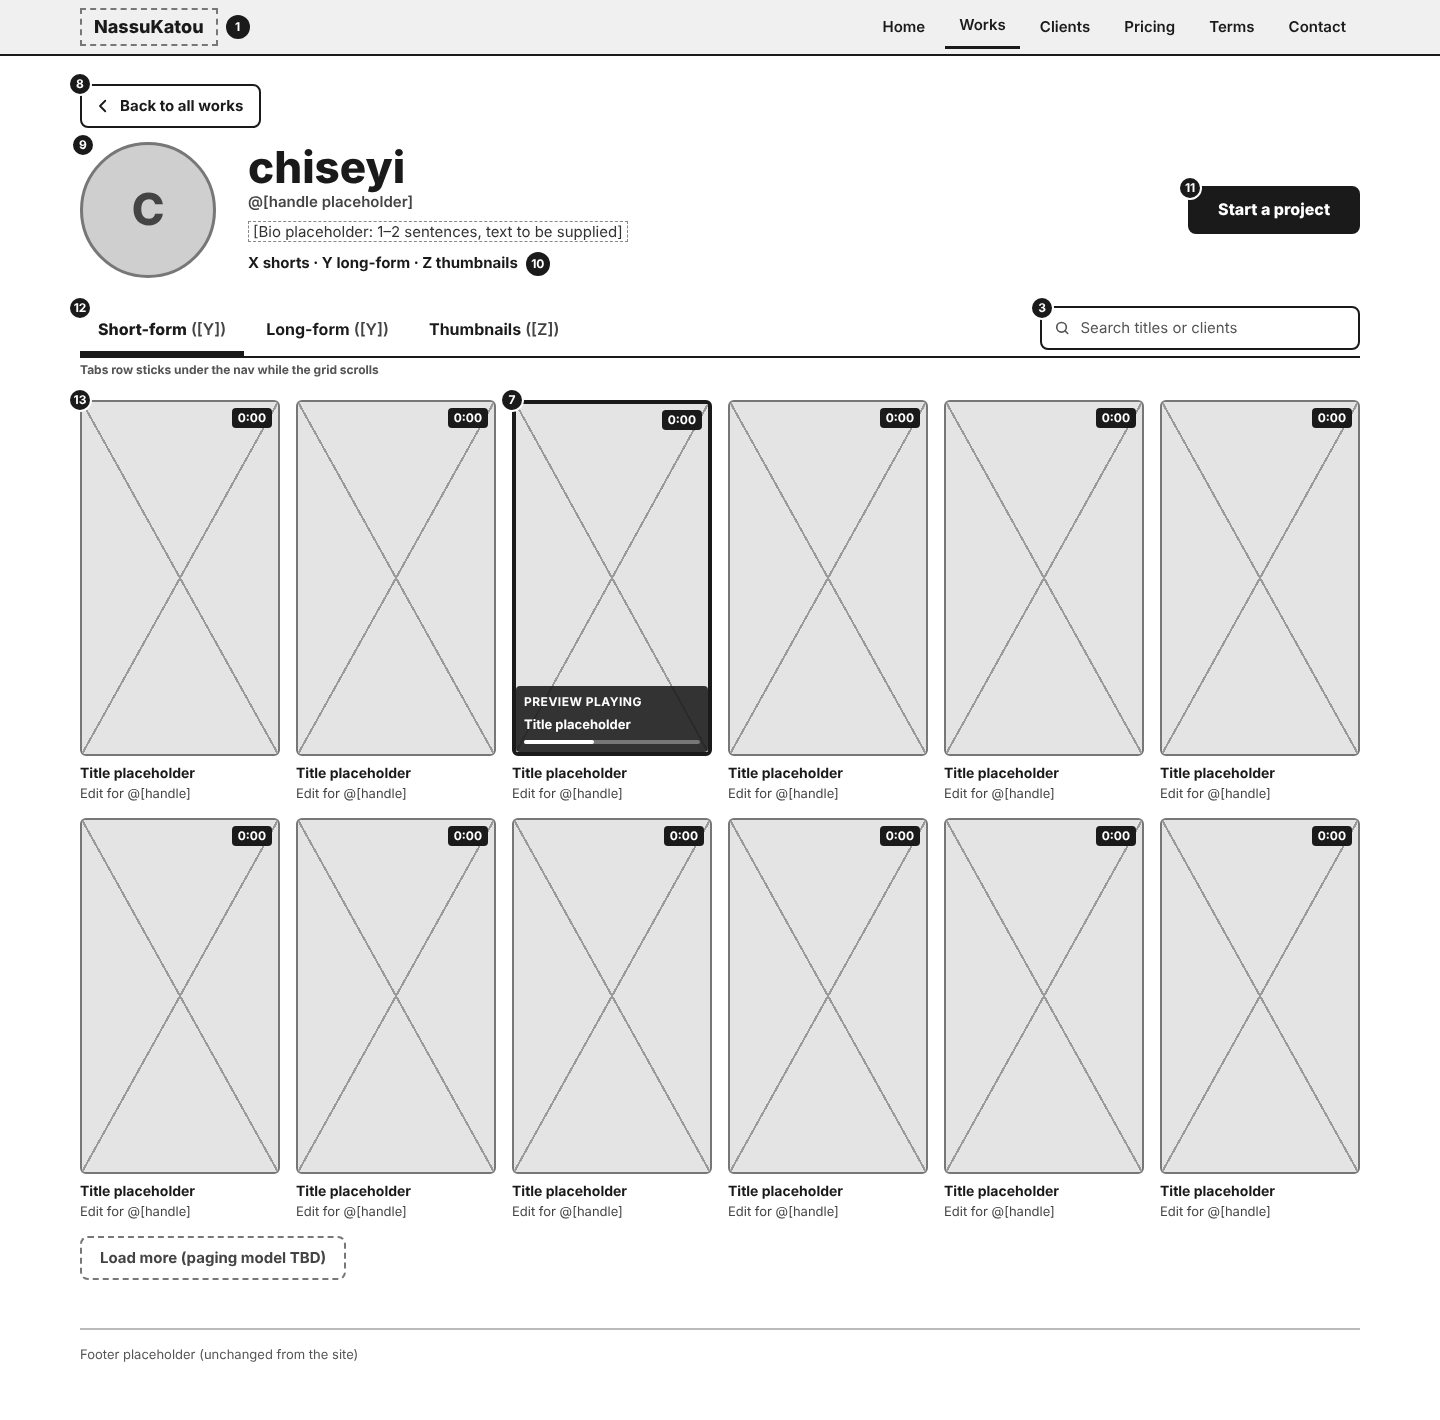 NassuKatou 1 Home Works Clients Pricing Terms Contact
8
Back to all works
9
C
chiseyi
@[handle placeholder]
[Bio placeholder: 1–2 sentences, text to be supplied]
X shorts · Y long-form · Z thumbnails 10
11
Start a project
12
Short-form ([Y]) Long-form ([Y]) Thumbnails ([Z])
3
Search titles or clients
Tabs row sticks under the nav while the grid scrolls
13 7
0:00 0:00 0:00 0:00 0:00 0:00
PREVIEW PLAYING
Title placeholder
Title placeholder Title placeholder Title placeholder Title placeholder Title placeholder Title placeholder
Edit for @[handle] Edit for @[handle] Edit for @[handle] Edit for @[handle] Edit for @[handle] Edit for @[handle]
0:00 0:00 0:00 0:00 0:00 0:00
Title placeholder Title placeholder Title placeholder Title placeholder Title placeholder Title placeholder
Edit for @[handle] Edit for @[handle] Edit for @[handle] Edit for @[handle] Edit for @[handle] Edit for @[handle]
Load more (paging model TBD)
Footer placeholder (unchanged from the site)